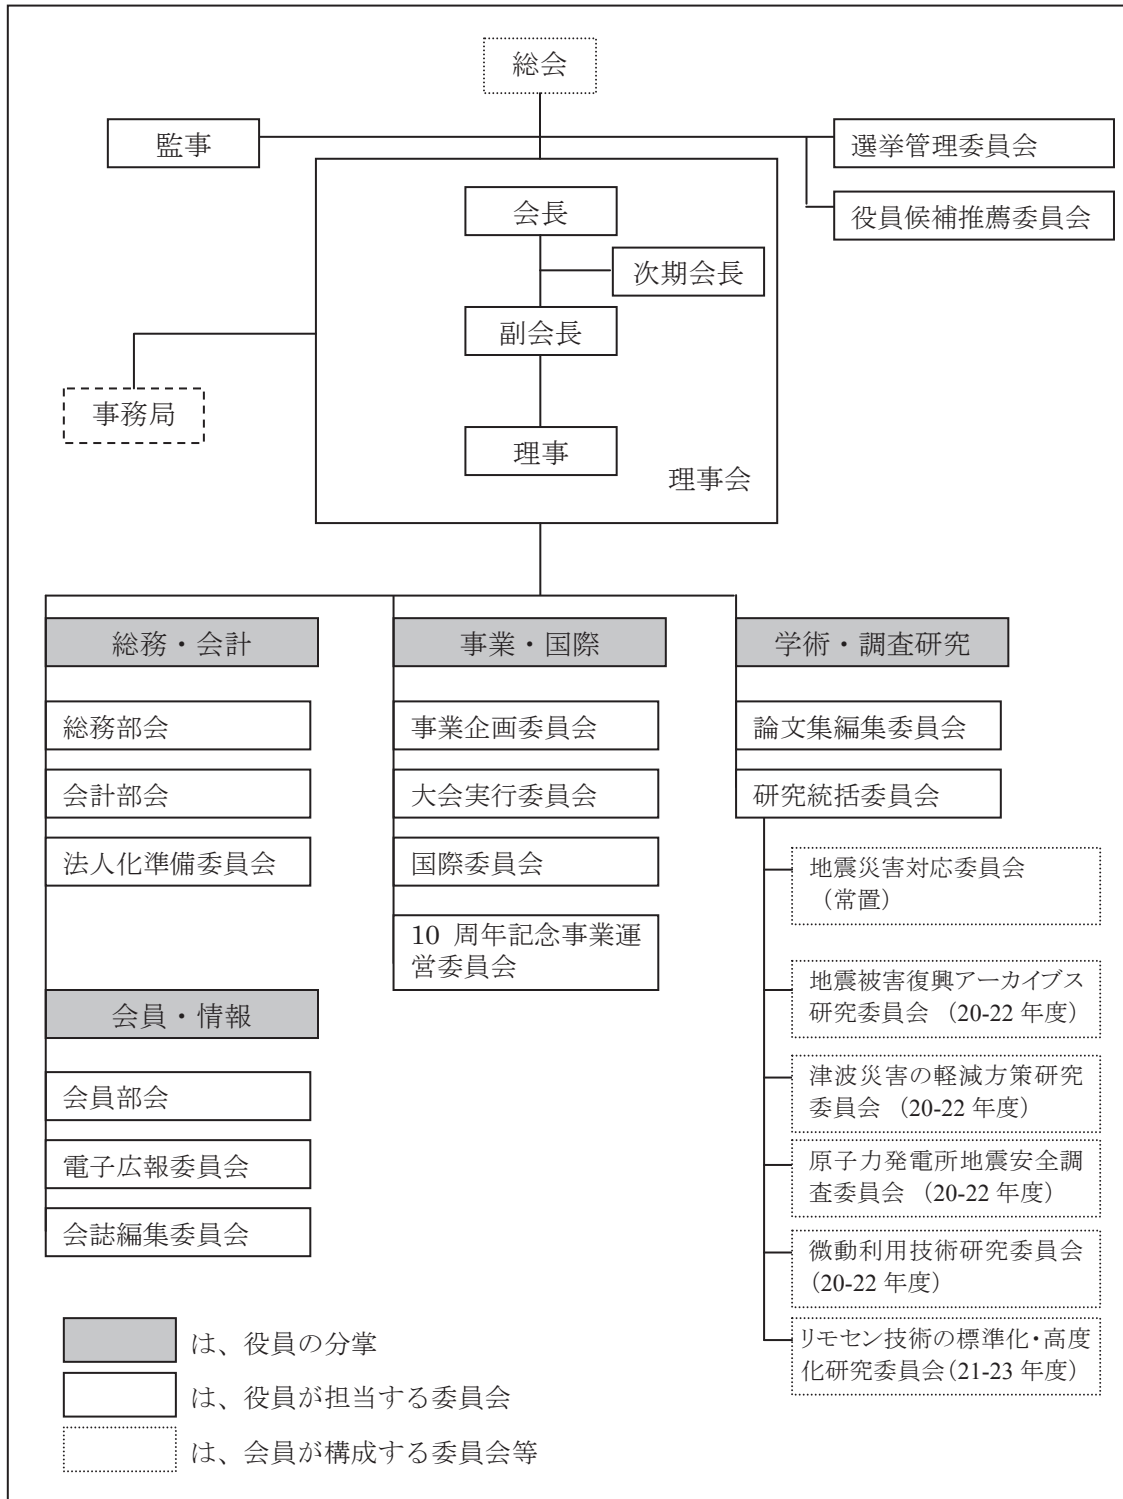 総会
監事
選挙管理委員会
役員候補推薦委員会
会長
次期会長
副会長
事務局
理事
理事会
総務・会計
総務部会
会計部会
法人化準備委員会
会員・情報
会員部会
電子広報委員会
会誌編集委員会
事業・国際
事業企画委員会
大会実行委員会
国際委員会
10 周年記念事業運
営委員会
学術・調査研究
論文集編集委員会
研究統括委員会
地震災害対応委員会
（常置）
地震被害復興アーカイブス
研究委員会 （20-22 年度）
津波災害の軽減方策研究
委員会 （20-22 年度）
原子力発電所地震安全調
査委員会 （20-22 年度）
微動利用技術研究委員会
（20-22 年度）
リモセン技術の標準化・高度
化研究委員会（21-23 年度）
は、役員の分掌
は、役員が担当する委員会
は、会員が構成する委員会等